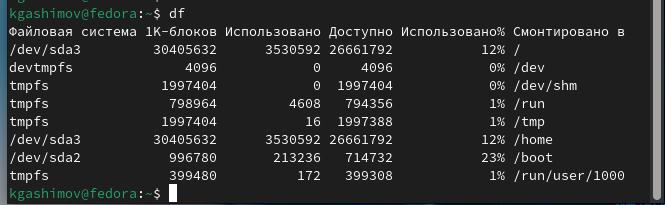 kgashimov@fedora:~$ df
Файловая система 1K-блоков Использовано Доступно Использовано% Смонтировано в
/dev/sda3 30405632 3530592 26661792 12% /
devtmpfs 4096 0 4096 0% /dev
tmpfs 1997404 0 1997404 0% /dev/shm
tmpfs 798964 4608 794356 1% /run
tmpfs 1997404 16 1997388 1% /tmp
/dev/sda3 30405632 3530592 26661792 12% /home
/dev/sda2 996780 213236 714732 23% /boot
tmpfs 399480 172 399308 1% /run/user/1000
kgashimov@fedora:~$